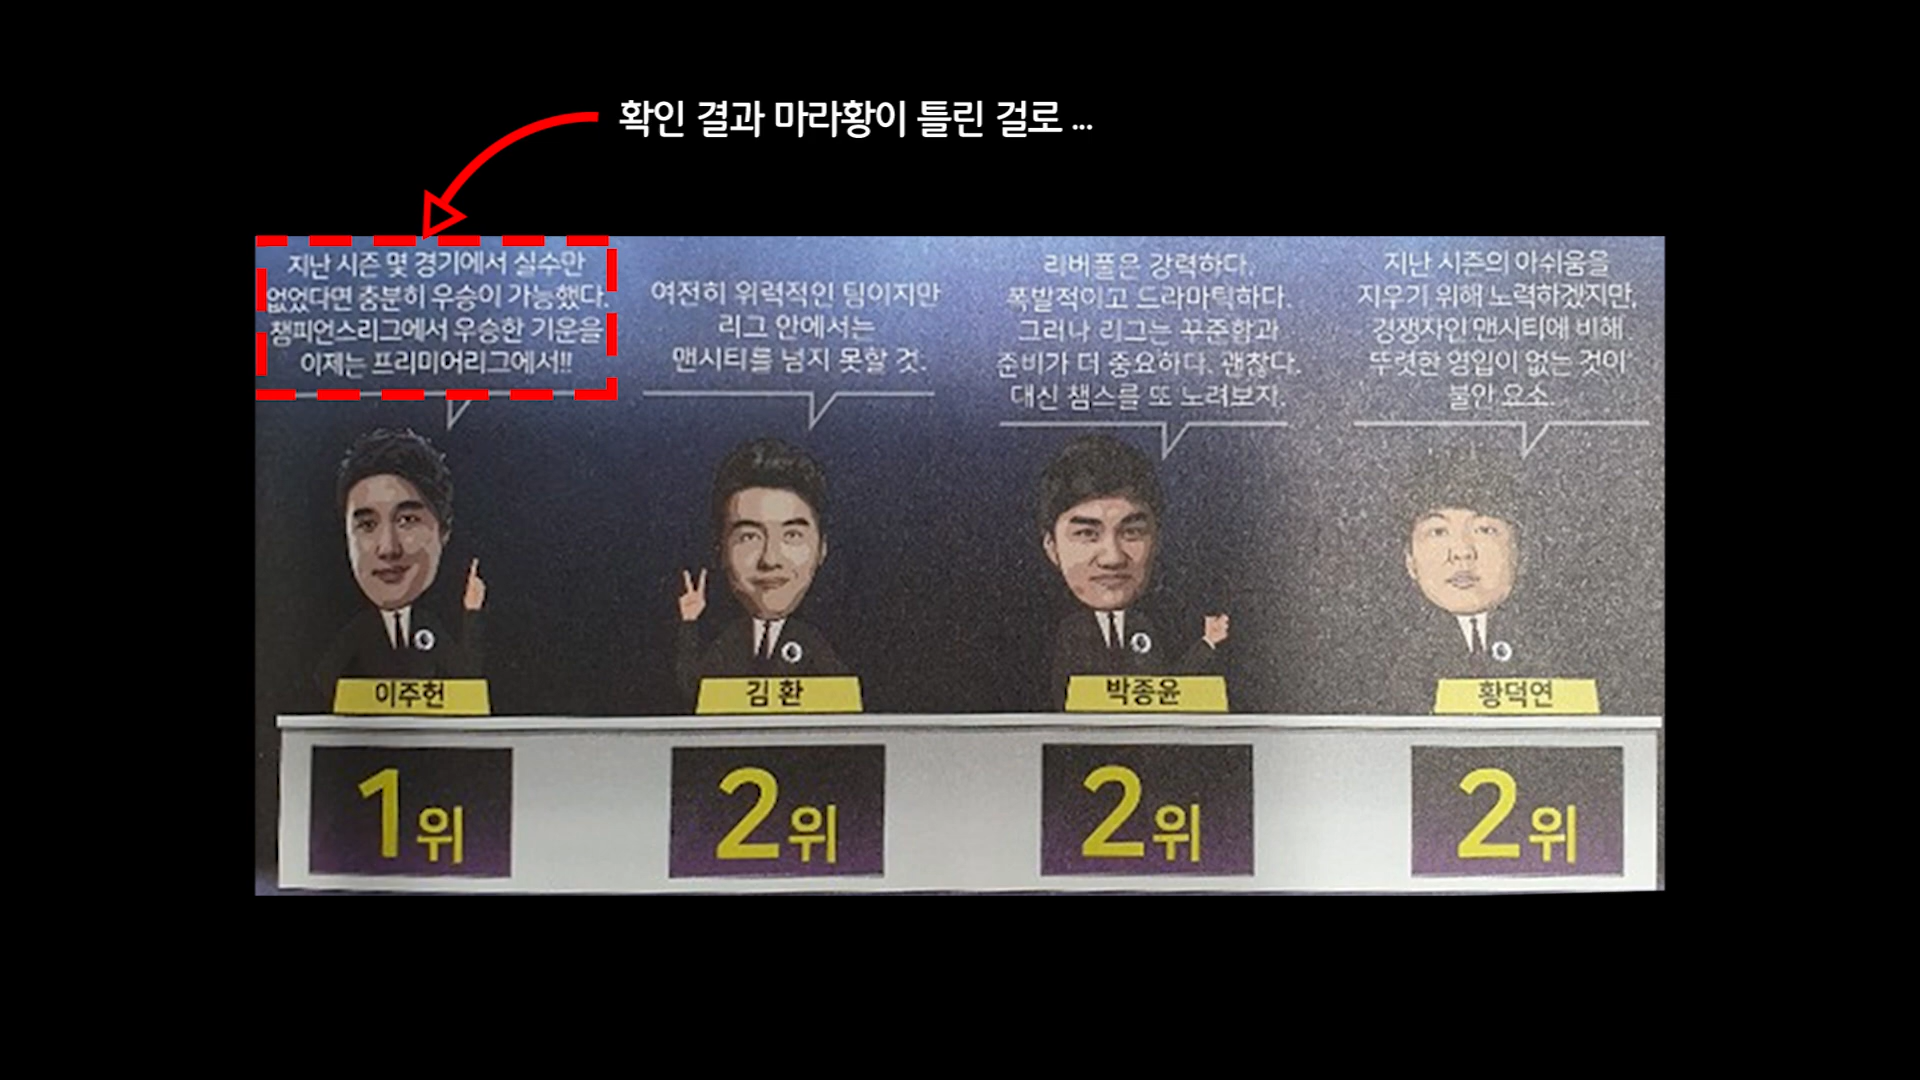 확인 결과 마라황이 틀린 걸로 ...
지난 시즌 몇 경기에서 실수만
없었다면 충분히 우승이 가능했다.
챔피언스리그에서 우승한 기운을
이제는 프리미어리그에서!!
여전히 위력적인 팀이지만
리그 안에서는
맨시티를 넘지 못할 것.
리버풀은 강력하다.
폭발적이고 드라마틱하다.
그러나 리그는 꾸준함과
준비가 더 중요하다. 괜찮다.
대신 챔스를 또 노려보자.
지난 시즌의 아쉬움을
지우기 위해 노력하겠지만,
경쟁자인 맨시티에 비해
뚜렷한 영입이 없는 것이
불안 요소.
이주헌
김 환
박종윤
황덕연
1위
2위
2위
2위